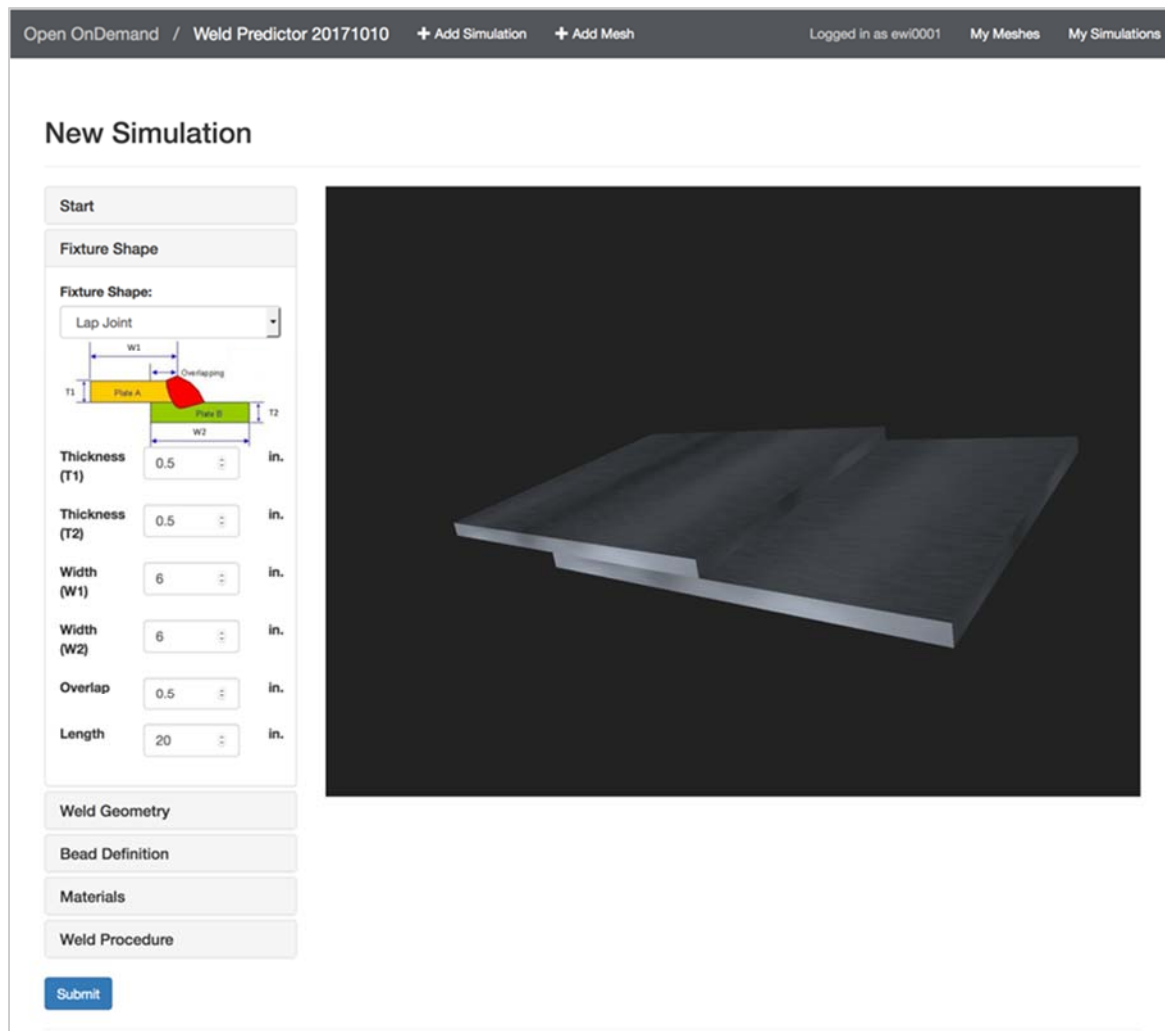 Open OnDemand / Weld Predictor 20171010 + Add Simulation + Add Mesh Logged in as ewi0001 My Meshes My Simulations
New Simulation
Start
Fixture Shape
Fixture Shape:
Lap Joint
W1
Overlapping
T1 Plate A
Plate B T2
W2
Thickness (T1) 0.5 in.
Thickness (T2) 0.5 in.
Width (W1) 6 in.
Width (W2) 6 in.
Overlap 0.5 in.
Length 20 in.
Weld Geometry
Bead Definition
Materials
Weld Procedure
Submit